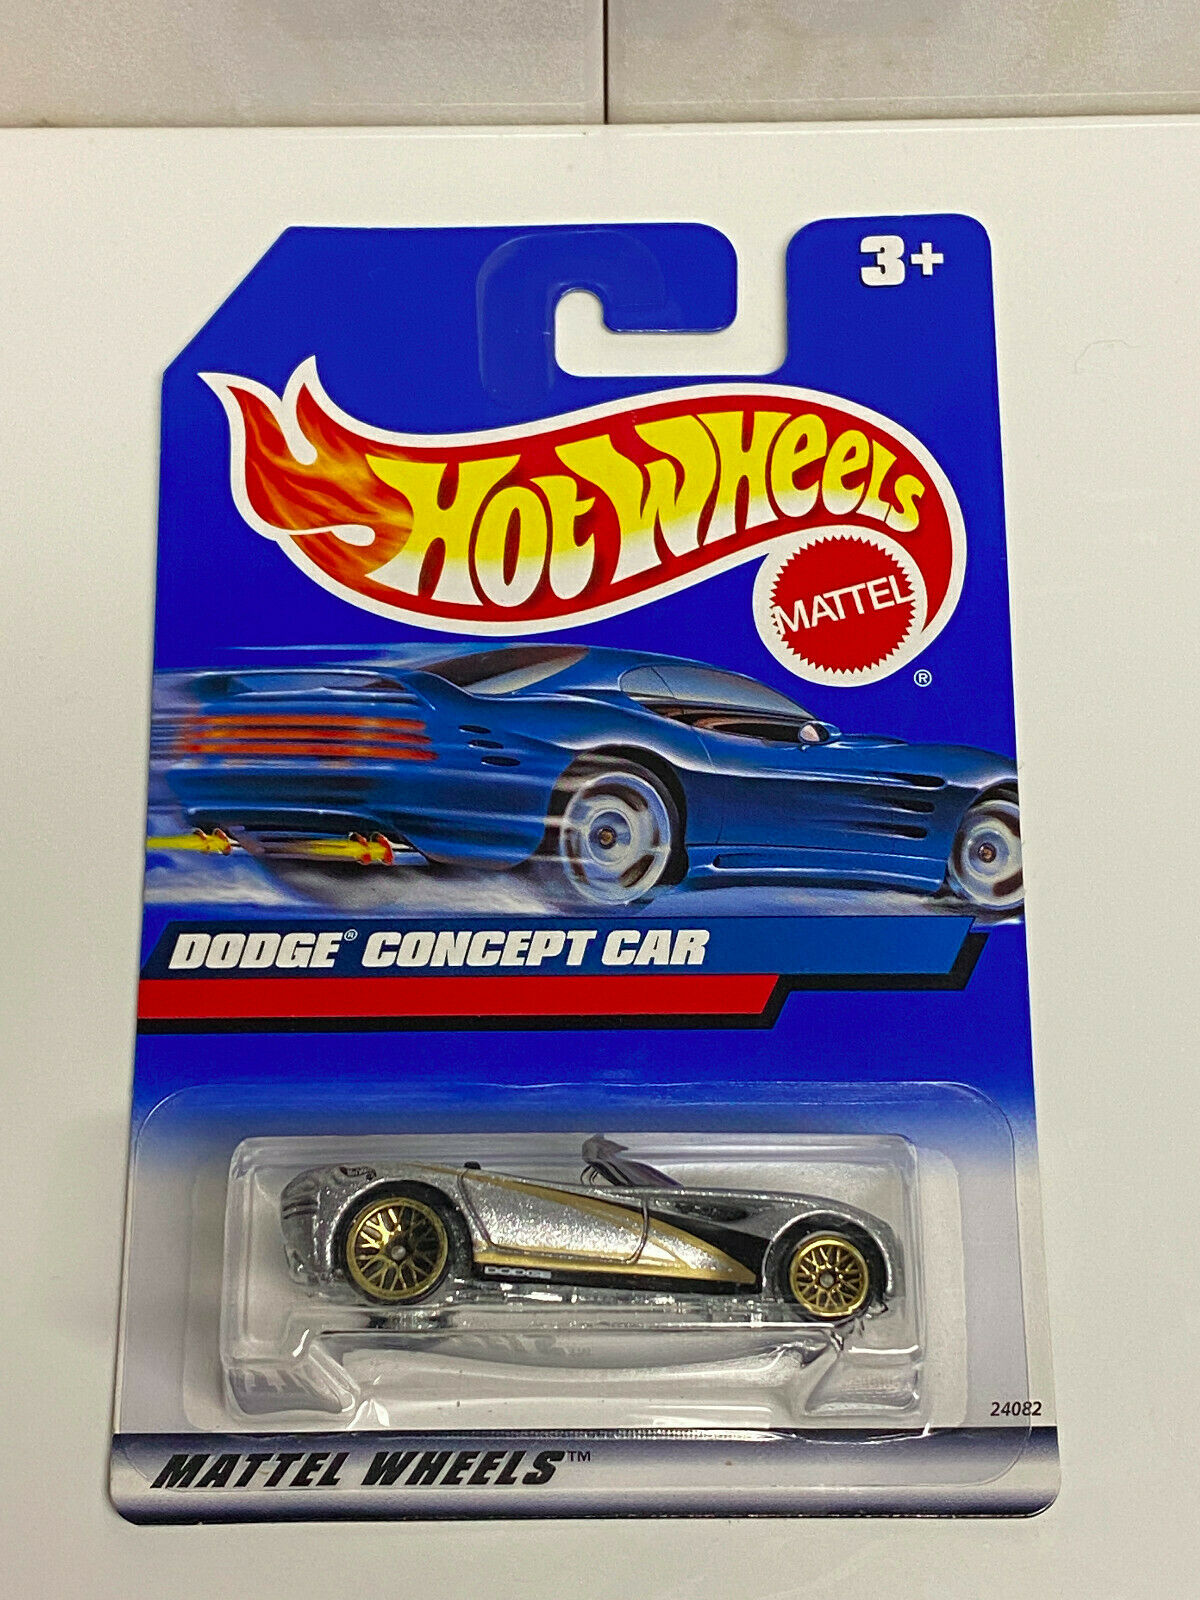 3+
Hot Wheels
MATTEL
®
DODGE® CONCEPT CAR
DODGE
24082
MATTEL WHEELS™